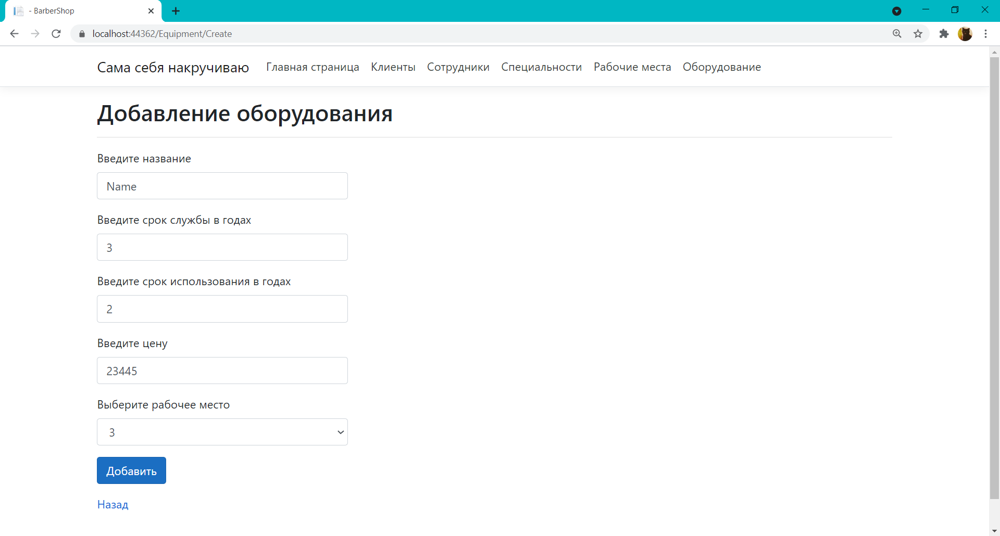 - BarberShop
localhost:44362/Equipment/Create
Сама себя накручиваю Главная страница Клиенты Сотрудники Специальности Рабочие места Оборудование
Добавление оборудования
Введите название
Name
Введите срок службы в годах
3
Введите срок использования в годах
2
Введите цену
23445
Выберите рабочее место
3
Добавить
Назад